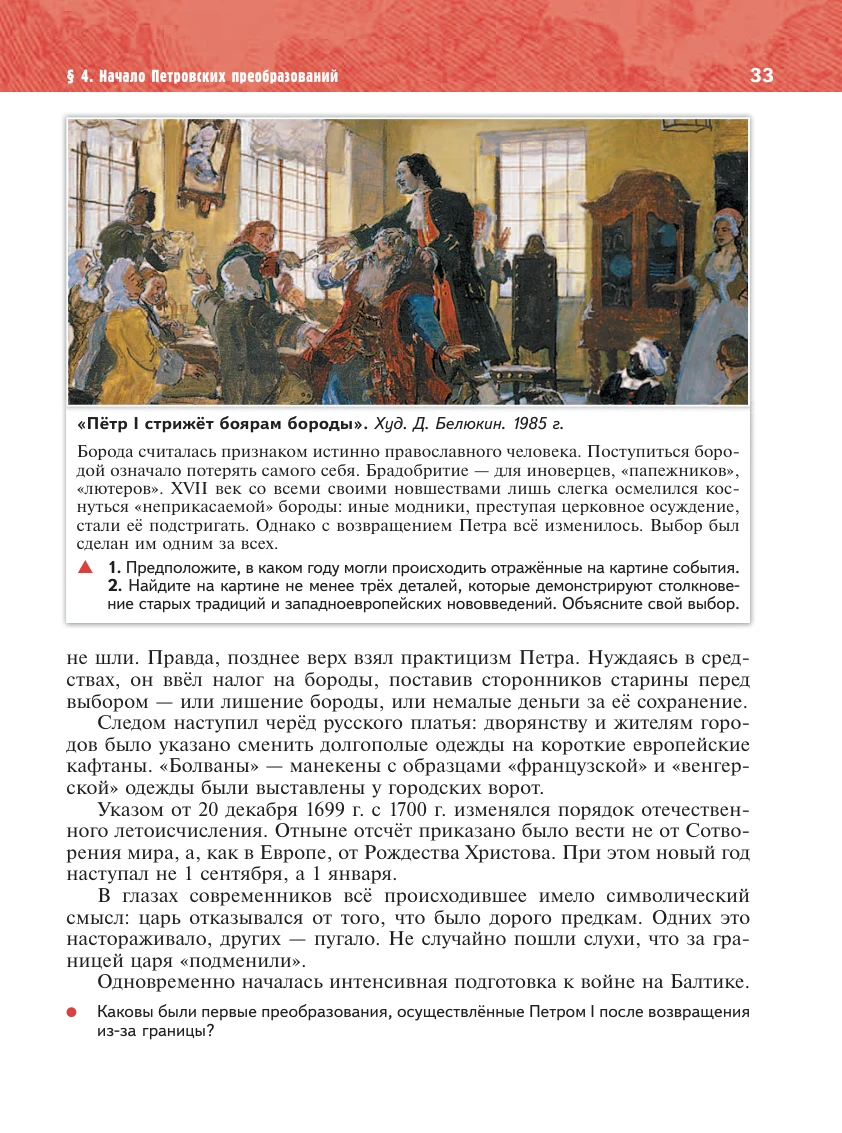 § 4. Начало Петровских преобразований
33
«Пётр I стрижёт боярам бороды». Худ. Д. Белюкин. 1985 г.
Борода считалась признаком истинно православного человека. Поступиться боро-
дой означало потерять самого себя. Брадобритие — для иноверцев, «папежников»,
«лютеров». XVII век со всеми своими новшествами лишь слегка осмелился кос-
нуться «неприкасаемой» бороды: иные модники, преступая церковное осуждение,
стали её подстригать. Однако с возвращением Петра всё изменилось. Выбор был
сделан им одним за всех.
▲ 1. Предположите, в каком году могли происходить отражённые на картине события.
2. Найдите на картине не менее трёх деталей, которые демонстрируют столкнове-
ние старых традиций и западноевропейских нововведений. Объясните свой выбор.
не шли. Правда, позднее верх взял практицизм Петра. Нуждаясь в сред-
ствах, он ввёл налог на бороды, поставив сторонников старины перед
выбором — или лишение бороды, или немалые деньги за её сохранение.
Следом наступил черёд русского платья: дворянству и жителям горо-
дов было указано сменить долгополые одежды на короткие европейские
кафтаны. «Болваны» — манекены с образцами «французской» и «венгер-
ской» одежды были выставлены у городских ворот.
Указом от 20 декабря 1699 г. с 1700 г. изменялся порядок отечествен-
ного летоисчисления. Отныне отсчёт приказано было вести не от Сотво-
рения мира, а, как в Европе, от Рождества Христова. При этом новый год
наступал не 1 сентября, а 1 января.
В глазах современников всё происходившее имело символический
смысл: царь отказывался от того, что было дорого предкам. Одних это
настораживало, других — пугало. Не случайно пошли слухи, что за гра-
ницей царя «подменили».
Одновременно началась интенсивная подготовка к войне на Балтике.
● Каковы были первые преобразования, осуществлённые Петром I после возвращения
из-за границы?